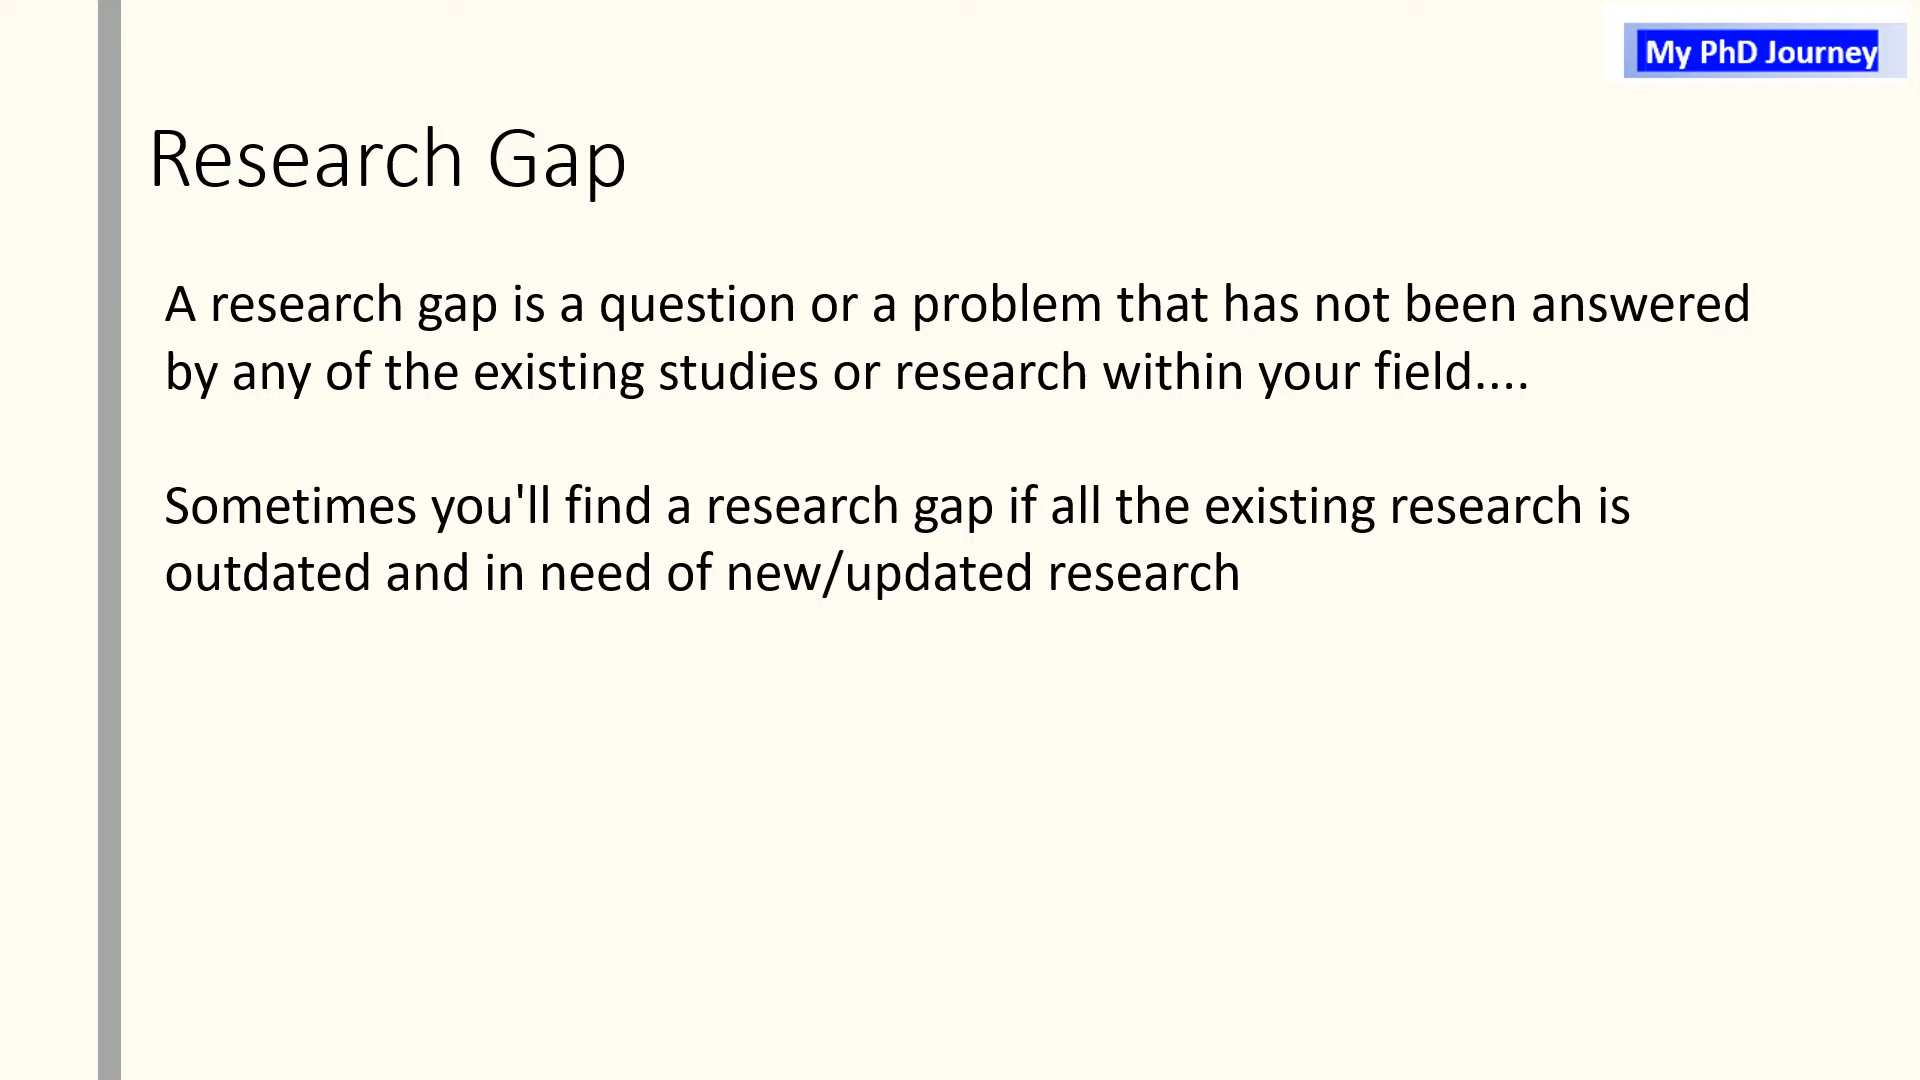 My PhD Journey
Research Gap
A research gap is a question or a problem that has not been answered
by any of the existing studies or research within your field....
Sometimes you'll find a research gap if all the existing research is
outdated and in need of new/updated research